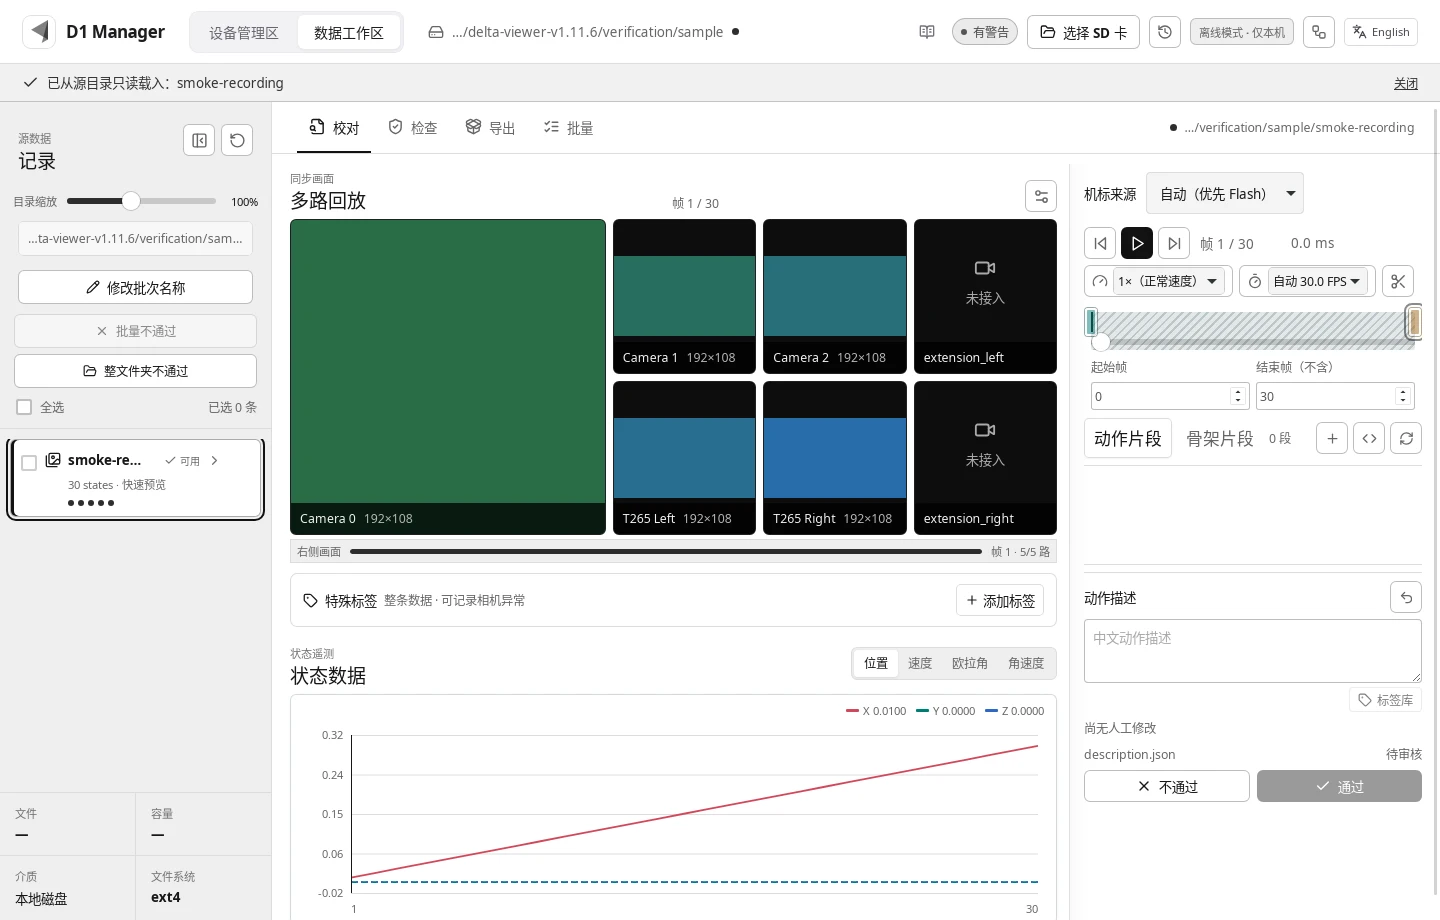 D1 Manager
设备管理区
数据工作区
.../delta-viewer-v1.11.6/verification/sample
有警告
选择 SD 卡
离线模式 · 仅本机
English
已从源目录只读载入：smoke-recording
关闭
源数据
记录
目录缩放
100%
...ta-viewer-v1.11.6/verification/sam...
修改批次名称
批量不通过
整文件夹不通过
全选
已选 0 条
smoke-re...
可用
30 states · 快速预览
文件
—
容量
—
介质
本地磁盘
文件系统
ext4
校对
检查
导出
批量
.../verification/sample/smoke-recording
同步画面
多路回放
帧 1 / 30
Camera 0 192×108
Camera 1 192×108
Camera 2 192×108
未接入
extension_left
T265 Left 192×108
T265 Right 192×108
未接入
extension_right
右侧画面
帧 1 · 5/5 路
特殊标签 整条数据 · 可记录相机异常
添加标签
状态遥测
状态数据
位置
速度
欧拉角
角速度
X 0.0100
Y 0.0000
Z 0.0000
0.32
0.24
0.15
0.06
-0.02
1
30
机标来源
自动（优先 Flash）
帧 1 / 30
0.0 ms
1×（正常速度）
自动 30.0 FPS
起始帧
结束帧（不含）
0
30
动作片段
骨架片段
0 段
动作描述
中文动作描述
标签库
尚无人工修改
description.json
待审核
不通过
通过